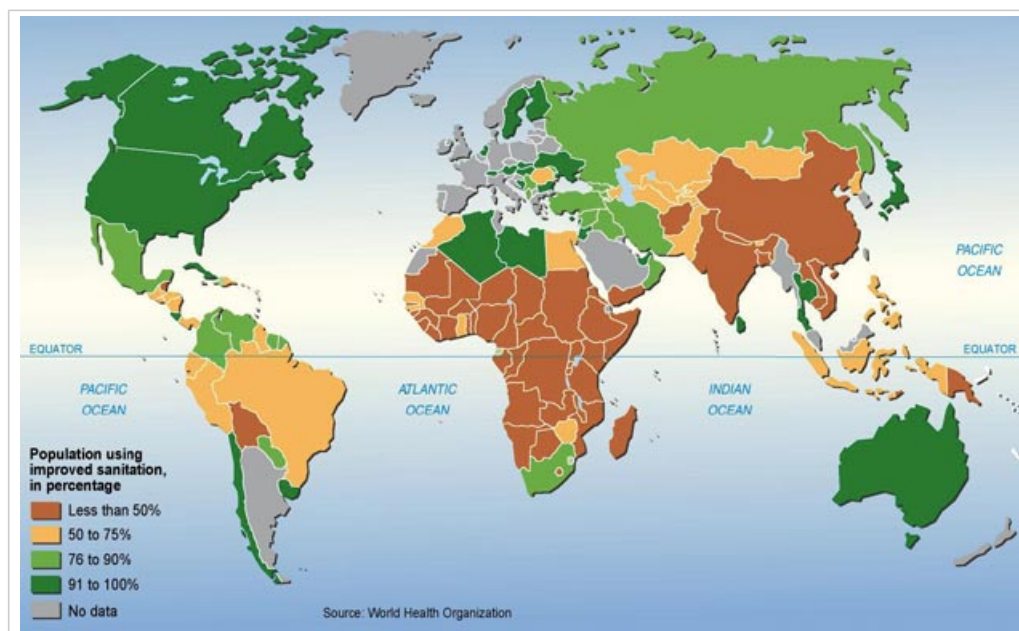 PACIFIC
OCEAN
EQUATOR
EQUATOR
PACIFIC
OCEAN
ATLANTIC
OCEAN
INDIAN
OCEAN
Population using
improved sanitation,
in percentage
Less than 50%
50 to 75%
76 to 90%
91 to 100%
No data
Source: World Health Organization